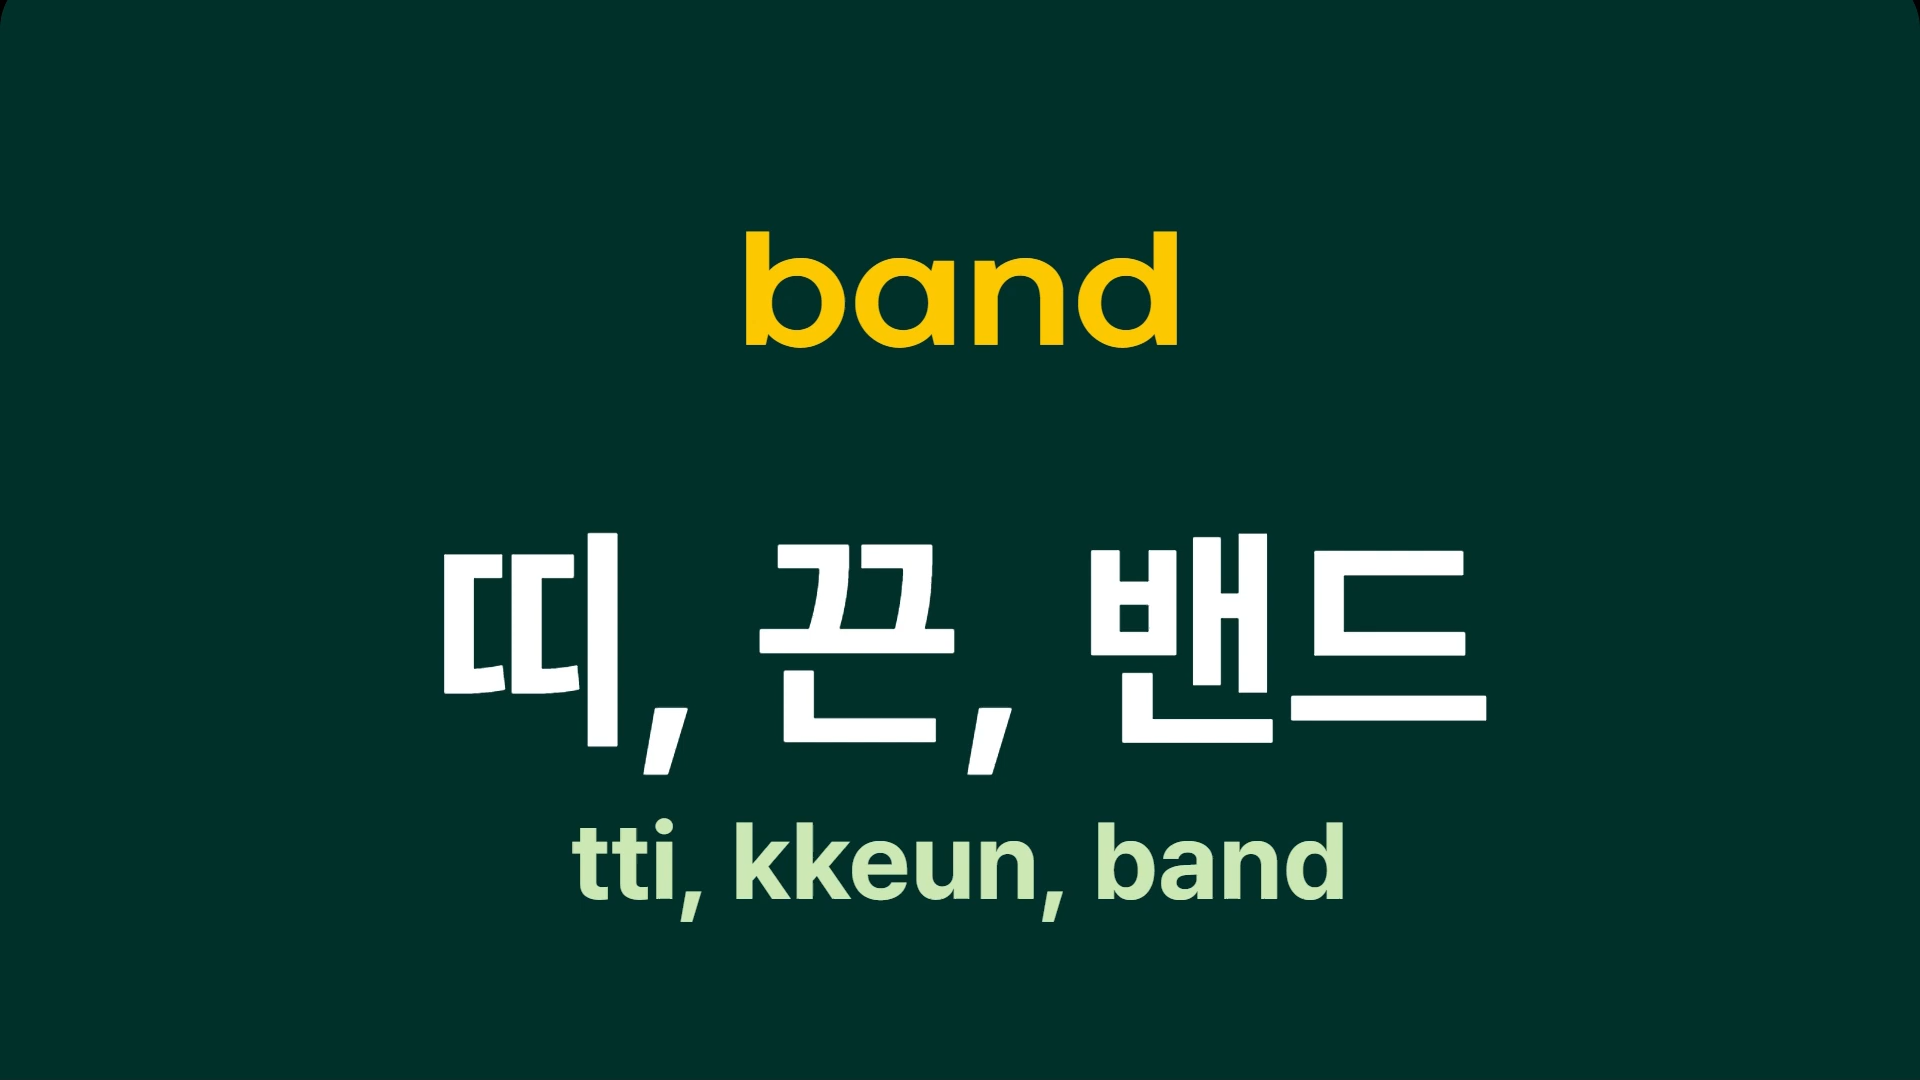 band
띠, 끈, 밴드
tti, kkeun, band